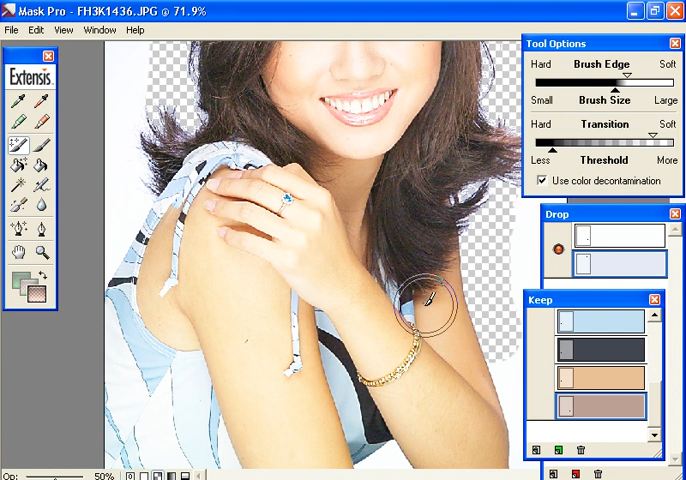 Mask Pro - FH3K1436.JPG @ 71.9%
File Edit View Window Help
Extensis
Tool Options
Hard Brush Edge Soft
Small Brush Size Large
Hard Transition Soft
Less Threshold More
Use color decontamination
Drop
Keep
Op: 50%